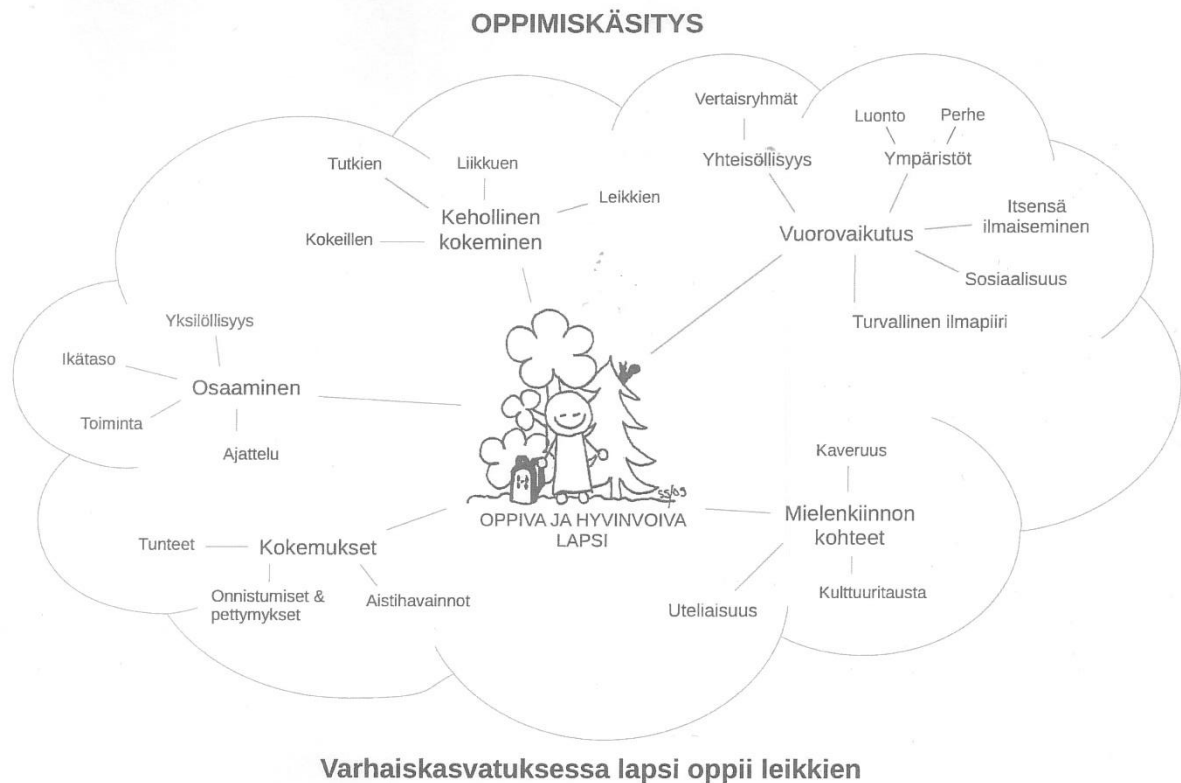 OPPIMISKÄSITYS
Vertaisryhmät
Luonto
Perhe
Yhteisöllisyys
Ympäristöt
Tutkien
Liikkuen
Leikkien
Kehollinen
kokeminen
Kokeillen
Itsensä
ilmaiseminen
Vuorovaikutus
Sosiaalisuus
Turvallinen ilmapiiri
Yksilöllisyys
Ikätaso
Osaaminen
Toiminta
Ajattelu
Kaveruus
ss/09
OPPIVA JA HYVINVOIVA
LAPSI
Mielenkiinnon
kohteet
Tunteet
Kokemukset
Onnistumiset &
pettymykset
Aistihavainnot
Uteliaisuus
Kulttuuritausta
Varhaiskasvatuksessa lapsi oppii leikkien